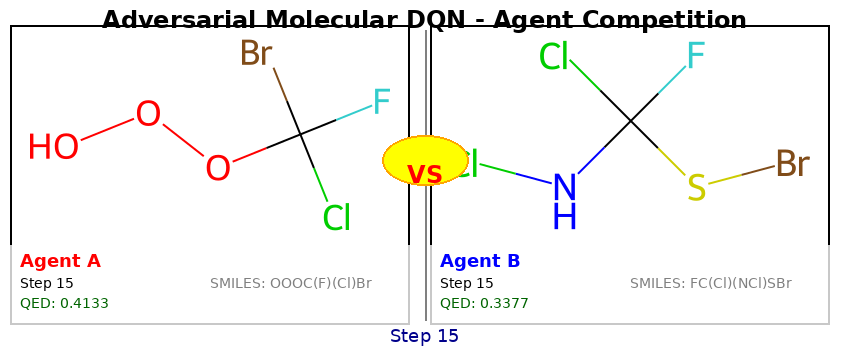 Adversarial Molecular DQN - Agent Competition
Br
F
O
HO
O
Cl
VS
Cl
F
Cl
N
H
S
Br
Agent A
Step 15
SMILES: OOOC(F)(Cl)Br
QED: 0.4133
Agent B
Step 15
SMILES: FC(Cl)(NCl)SBr
QED: 0.3377
Step 15